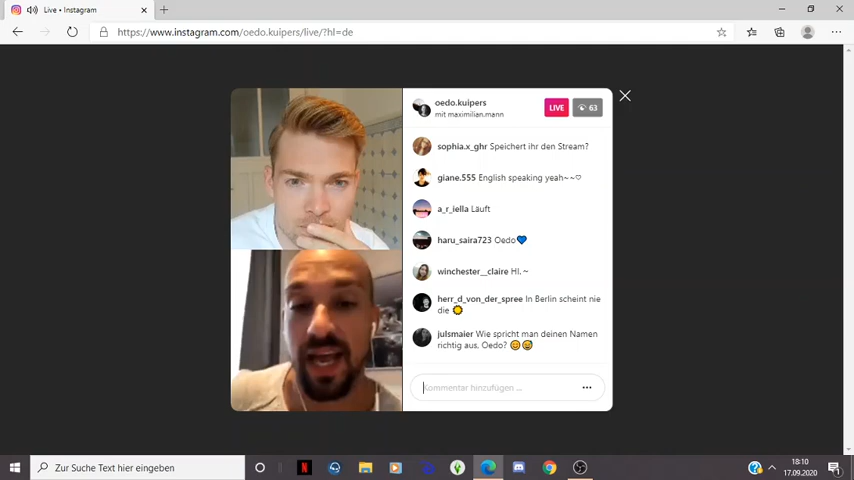 Live • Instagram
https://www.instagram.com/oedo.kuipers/live/?hl=de
oedo.kuipers
mit maximilian.mann
LIVE
63
sophia.x_ghr Speichert ihr den Stream?
giane.555 English speaking yeah~~♡
a_r_iella Läuft
haru_saira723 Oedo💙
winchester__claire HI.~
herr_d_von_der_spree In Berlin scheint nie
die 🌞
julsmaier Wie spricht man deinen Namen
richtig aus, Oedo? 😊😅
Kommentar hinzufügen ...
Zur Suche Text hier eingeben
18:10
17.09.2020